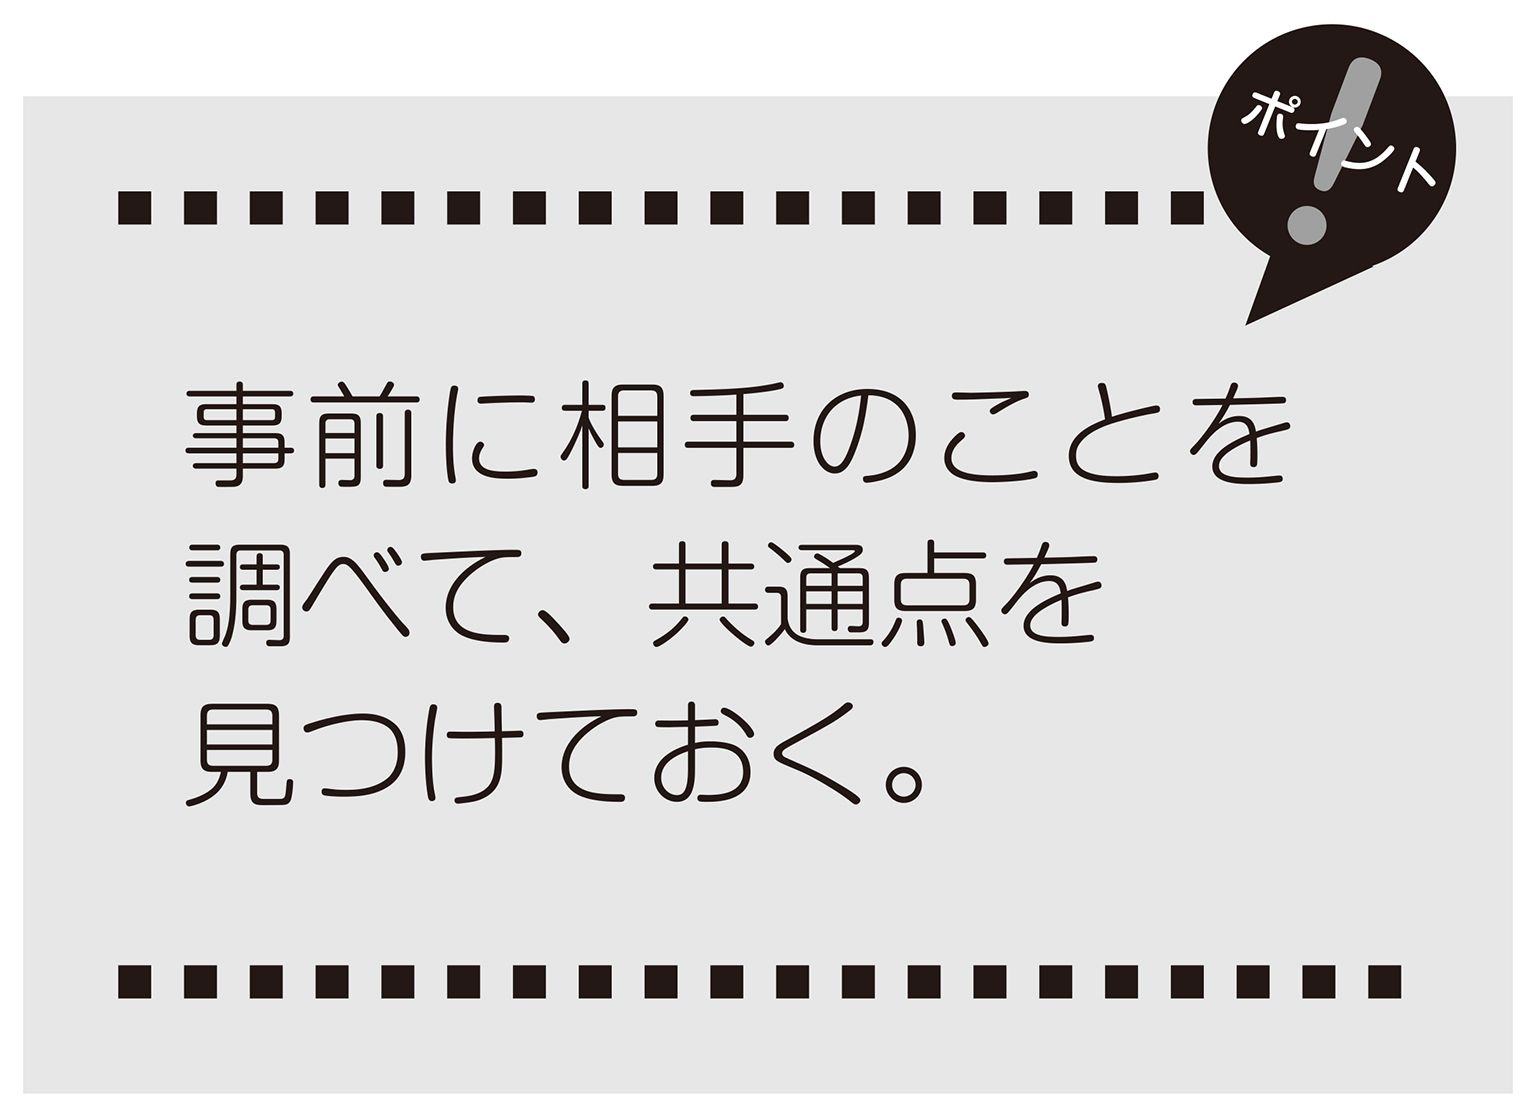 ポイント
事前に相手のことを
調べて、共通点を
見つけておく。